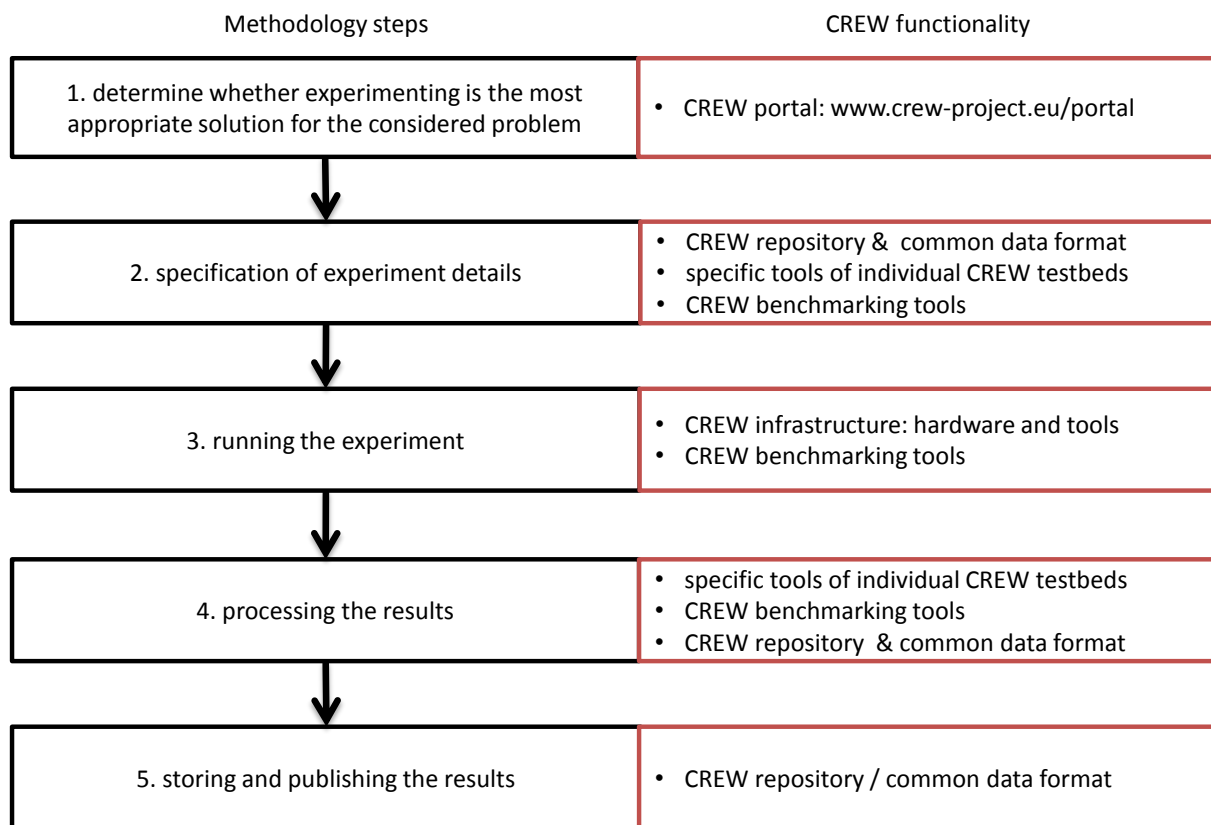 Methodology steps
CREW functionality
1. determine whether experimenting is the most
appropriate solution for the considered problem
• CREW portal: www.crew-project.eu/portal
2. specification of experiment details
• CREW repository & common data format
• specific tools of individual CREW testbeds
• CREW benchmarking tools
3. running the experiment
• CREW infrastructure: hardware and tools
• CREW benchmarking tools
4. processing the results
• specific tools of individual CREW testbeds
• CREW benchmarking tools
• CREW repository & common data format
5. storing and publishing the results
• CREW repository / common data format